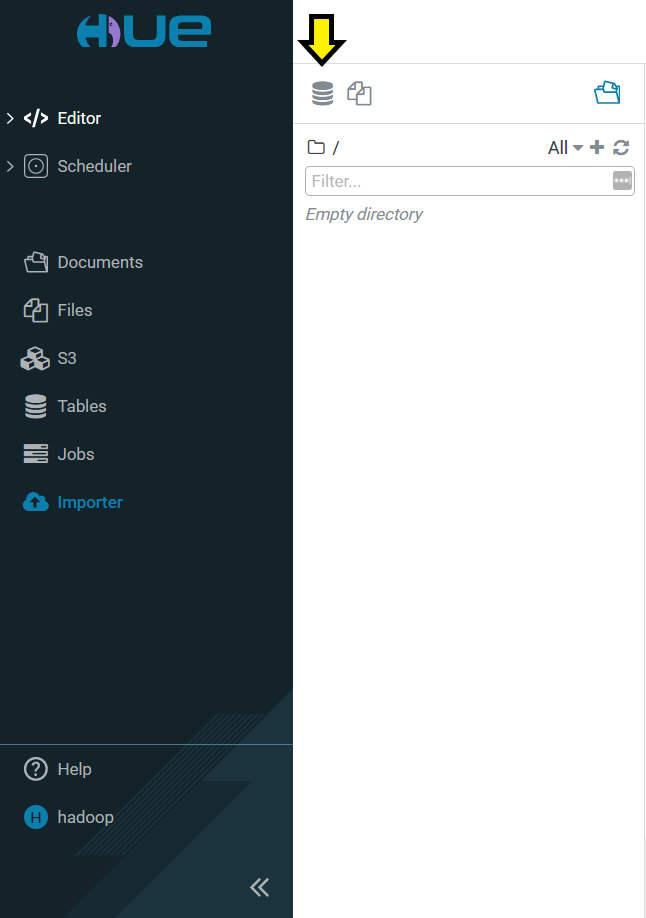 HUE
Editor
Scheduler
Documents
Files
S3
Tables
Jobs
Importer
Help
H hadoop
/ All
Filter...
Empty directory